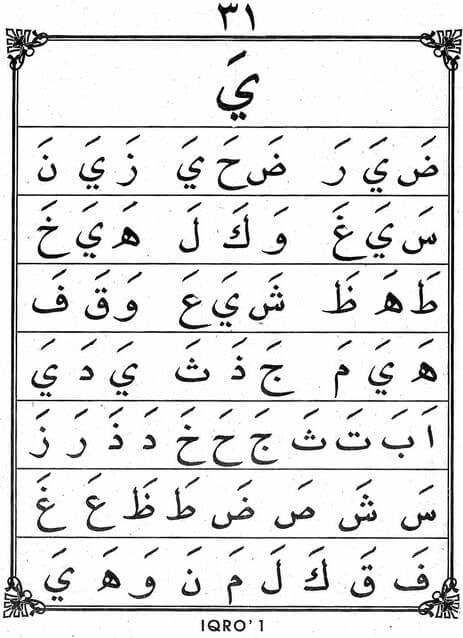 ٣١
يَ
ضَ يَ رَ ضَ حَ يَ زَ يَ نَ
سَ يَ غَ وَ كَ لَ هَ يَ خَ
طَ هَ ظَ شَ يَ عَ وَ قَ فَ
هَ يَ مَ جَ ذَ ثَ يَ دَ يَ
اَ بَ تَ ثَ جَ حَ خَ دَ ذَ رَ زَ
سَ شَ صَ ضَ طَ ظَ عَ غَ
فَ قَ كَ لَ مَ نَ وَ هَ يَ
IQRO' 1